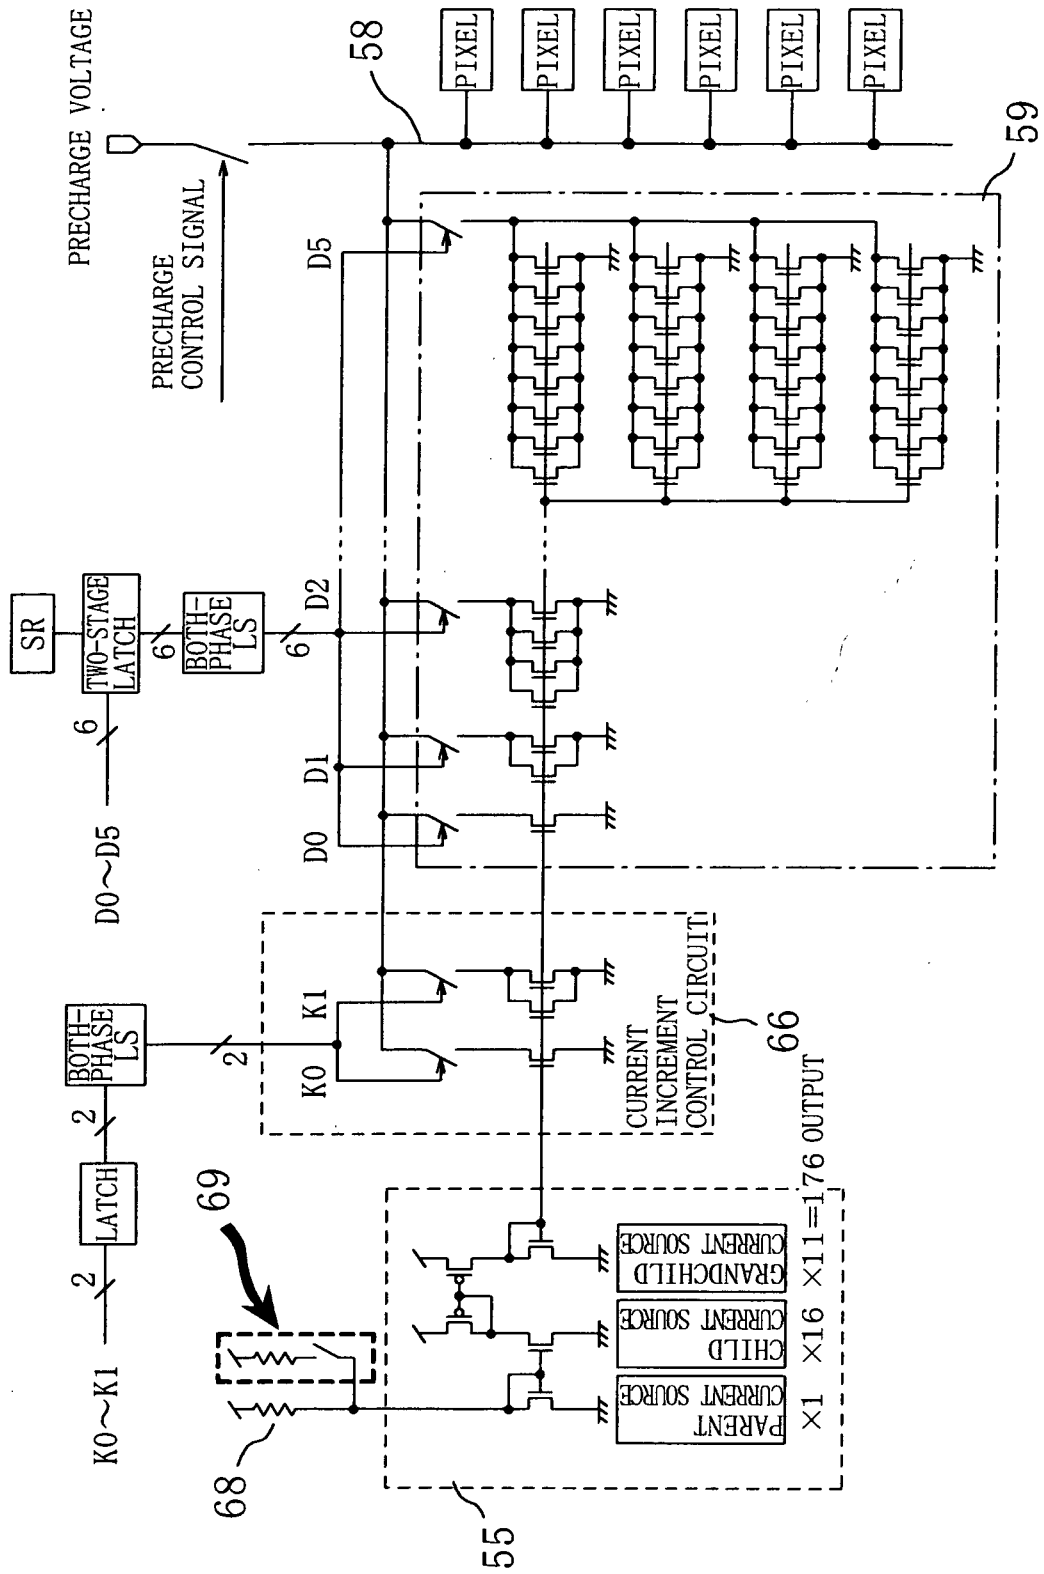 PRECHARGE VOLTAGE
PRECHARGE
CONTROL SIGNAL
58
PIXEL
PIXEL
PIXEL
PIXEL
PIXEL
PIXEL
59
SR
TWO-STAGE
LATCH
6
D0～D5
6
BOTH-
PHASE
LS
6
D0
D1
D2
D5
K0～K1
2
LATCH
2
BOTH-
PHASE
LS
2
K0
K1
CURRENT
INCREMENT
CONTROL CIRCUIT
66
69
68
55
PARENT
CURRENT SOURCE
×1
CHILD
CURRENT SOURCE
×16
GRANDCHILD
CURRENT SOURCE
×11=176 OUTPUT